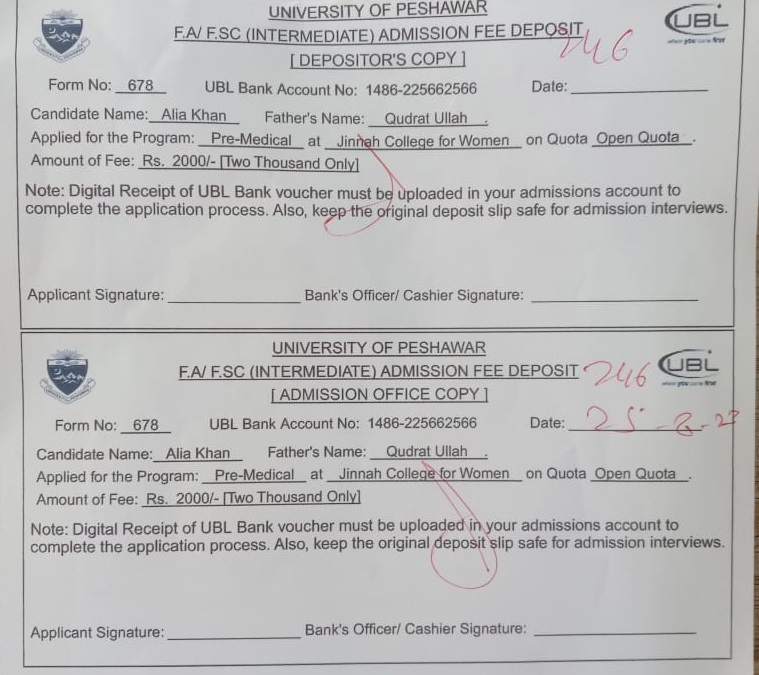 UNIVERSITY OF PESHAWAR
F.A/ F.SC (INTERMEDIATE) ADMISSION FEE DEPOSIT 246
UBL
where you come first
[ DEPOSITOR'S COPY ]
Form No: 678 UBL Bank Account No: 1486-225662566 Date:
Candidate Name: Alia Khan Father's Name: Qudrat Ullah .
Applied for the Program: Pre-Medical at Jinnah College for Women on Quota Open Quota .
Amount of Fee: Rs. 2000/- [Two Thousand Only]
Note: Digital Receipt of UBL Bank voucher must be uploaded in your admissions account to
complete the application process. Also, keep the original deposit slip safe for admission interviews.
Applicant Signature: Bank's Officer/ Cashier Signature:
UNIVERSITY OF PESHAWAR
F.A/ F.SC (INTERMEDIATE) ADMISSION FEE DEPOSIT 246
UBL
where you come first
[ ADMISSION OFFICE COPY ]
Form No: 678 UBL Bank Account No: 1486-225662566 Date: 25-8-23
Candidate Name: Alia Khan Father's Name: Qudrat Ullah .
Applied for the Program: Pre-Medical at Jinnah College for Women on Quota Open Quota .
Amount of Fee: Rs. 2000/- [Two Thousand Only]
Note: Digital Receipt of UBL Bank voucher must be uploaded in your admissions account to
complete the application process. Also, keep the original deposit slip safe for admission interviews.
Applicant Signature: Bank's Officer/ Cashier Signature: